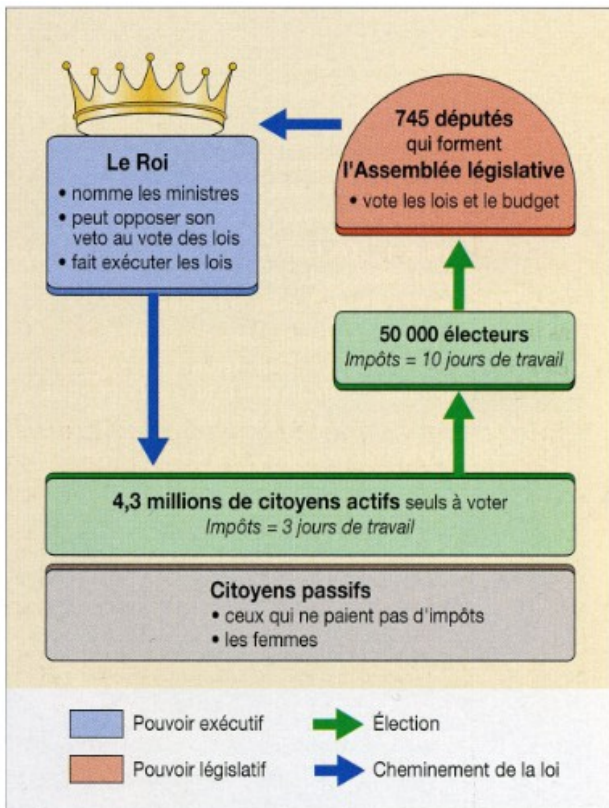 Le Roi
• nomme les ministres
• peut opposer son
veto au vote des lois
• fait exécuter les lois
745 députés
qui forment
l'Assemblée législative
• vote les lois et le budget
50 000 électeurs
Impôts = 10 jours de travail
4,3 millions de citoyens actifs seuls à voter
Impôts = 3 jours de travail
Citoyens passifs
• ceux qui ne paient pas d'impôts
• les femmes
Pouvoir exécutif
Élection
Pouvoir législatif
Cheminement de la loi